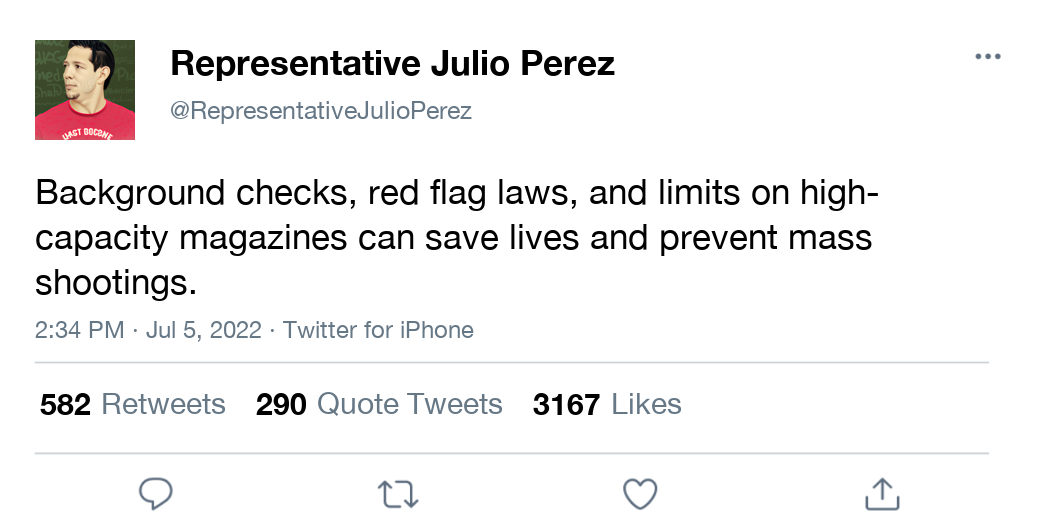 Representative Julio Perez
@RepresentativeJulioPerez
Background checks, red flag laws, and limits on high-
capacity magazines can save lives and prevent mass
shootings.
2:34 PM · Jul 5, 2022 · Twitter for iPhone
582 Retweets 290 Quote Tweets 3167 Likes